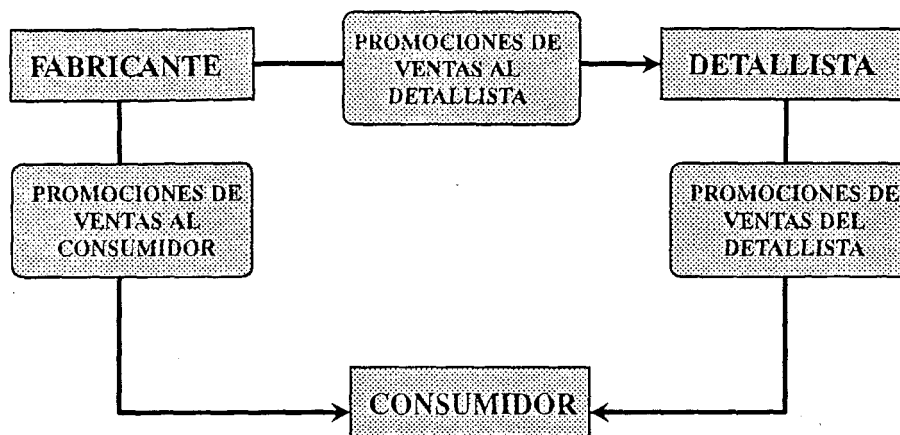 PROMOCIONES DE
VENTAS AL
DETALLISTA
FABRICANTE
DETALLISTA
PROMOCIONES DE
VENTAS AL
CONSUMIDOR
PROMOCIONES DE
VENTAS DEL
DETALLISTA
CONSUMIDOR